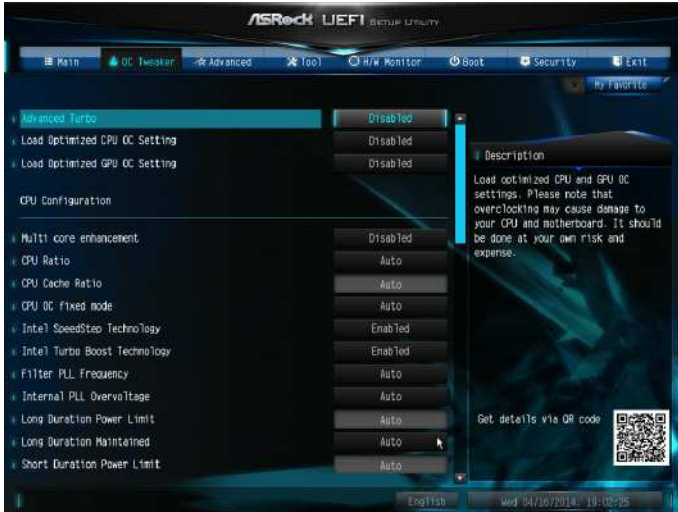 ASRock UEFI SETUP UTILITY
Main OC Tweaker Advanced Tool H/W Monitor Boot Security Exit
My Favorite
Advanced Turbo Disabled
Load Optimized CPU OC Setting Disabled
Load Optimized GPU OC Setting Disabled
CPU Configuration
Multi core enhancement Disabled
CPU Ratio Auto
CPU Cache Ratio Auto
CPU OC fixed mode Auto
Intel SpeedStep Technology Enabled
Intel Turbo Boost Technology Enabled
Filter PLL Frequency Auto
Internal PLL Overvoltage Auto
Long Duration Power Limit Auto
Long Duration Maintained Auto
Short Duration Power Limit Auto
Description
Load optimized CPU and GPU OC
settings. Please note that
overclocking may cause damage to
your CPU and motherboard. It should
be done at your own risk and
expense.
Get details via QR code
English Wed 04/16/2014, 19:02:25